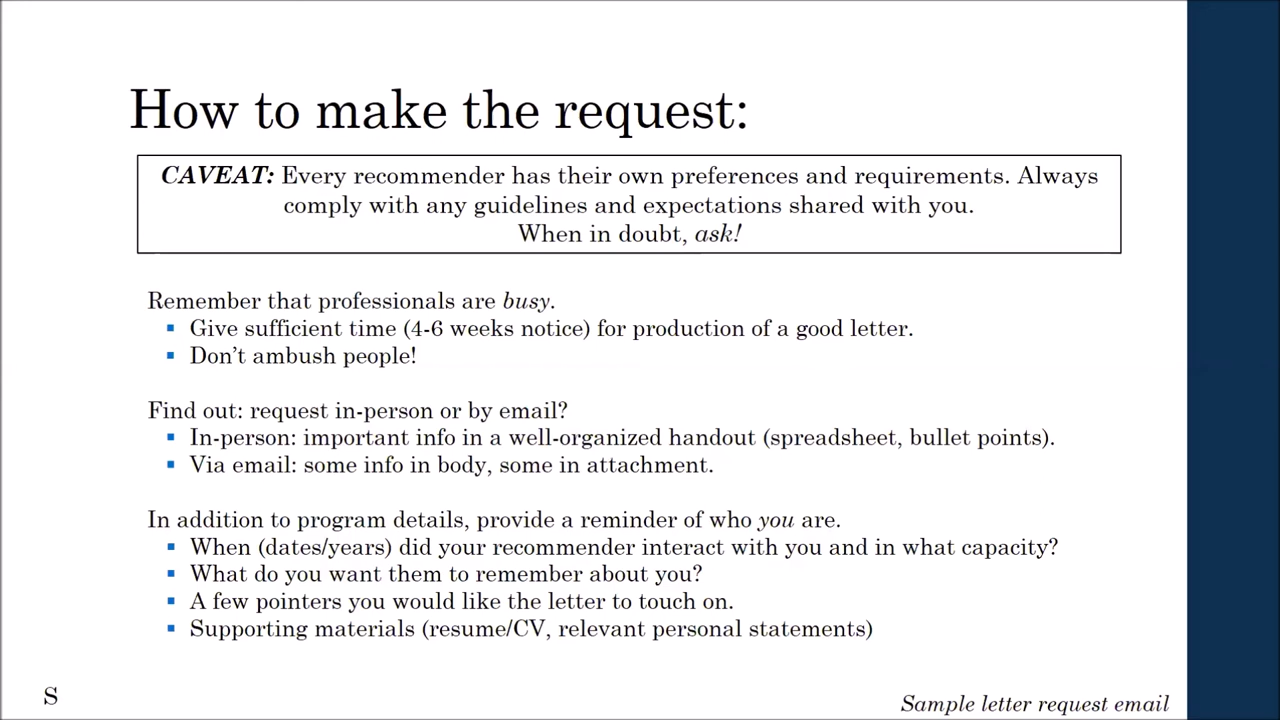 How to make the request:
CAVEAT: Every recommender has their own preferences and requirements. Always
comply with any guidelines and expectations shared with you.
When in doubt, ask!
Remember that professionals are busy.
▪ Give sufficient time (4-6 weeks notice) for production of a good letter.
▪ Don’t ambush people!
Find out: request in-person or by email?
▪ In-person: important info in a well-organized handout (spreadsheet, bullet points).
▪ Via email: some info in body, some in attachment.
In addition to program details, provide a reminder of who you are.
▪ When (dates/years) did your recommender interact with you and in what capacity?
▪ What do you want them to remember about you?
▪ A few pointers you would like the letter to touch on.
▪ Supporting materials (resume/CV, relevant personal statements)
S
Sample letter request email